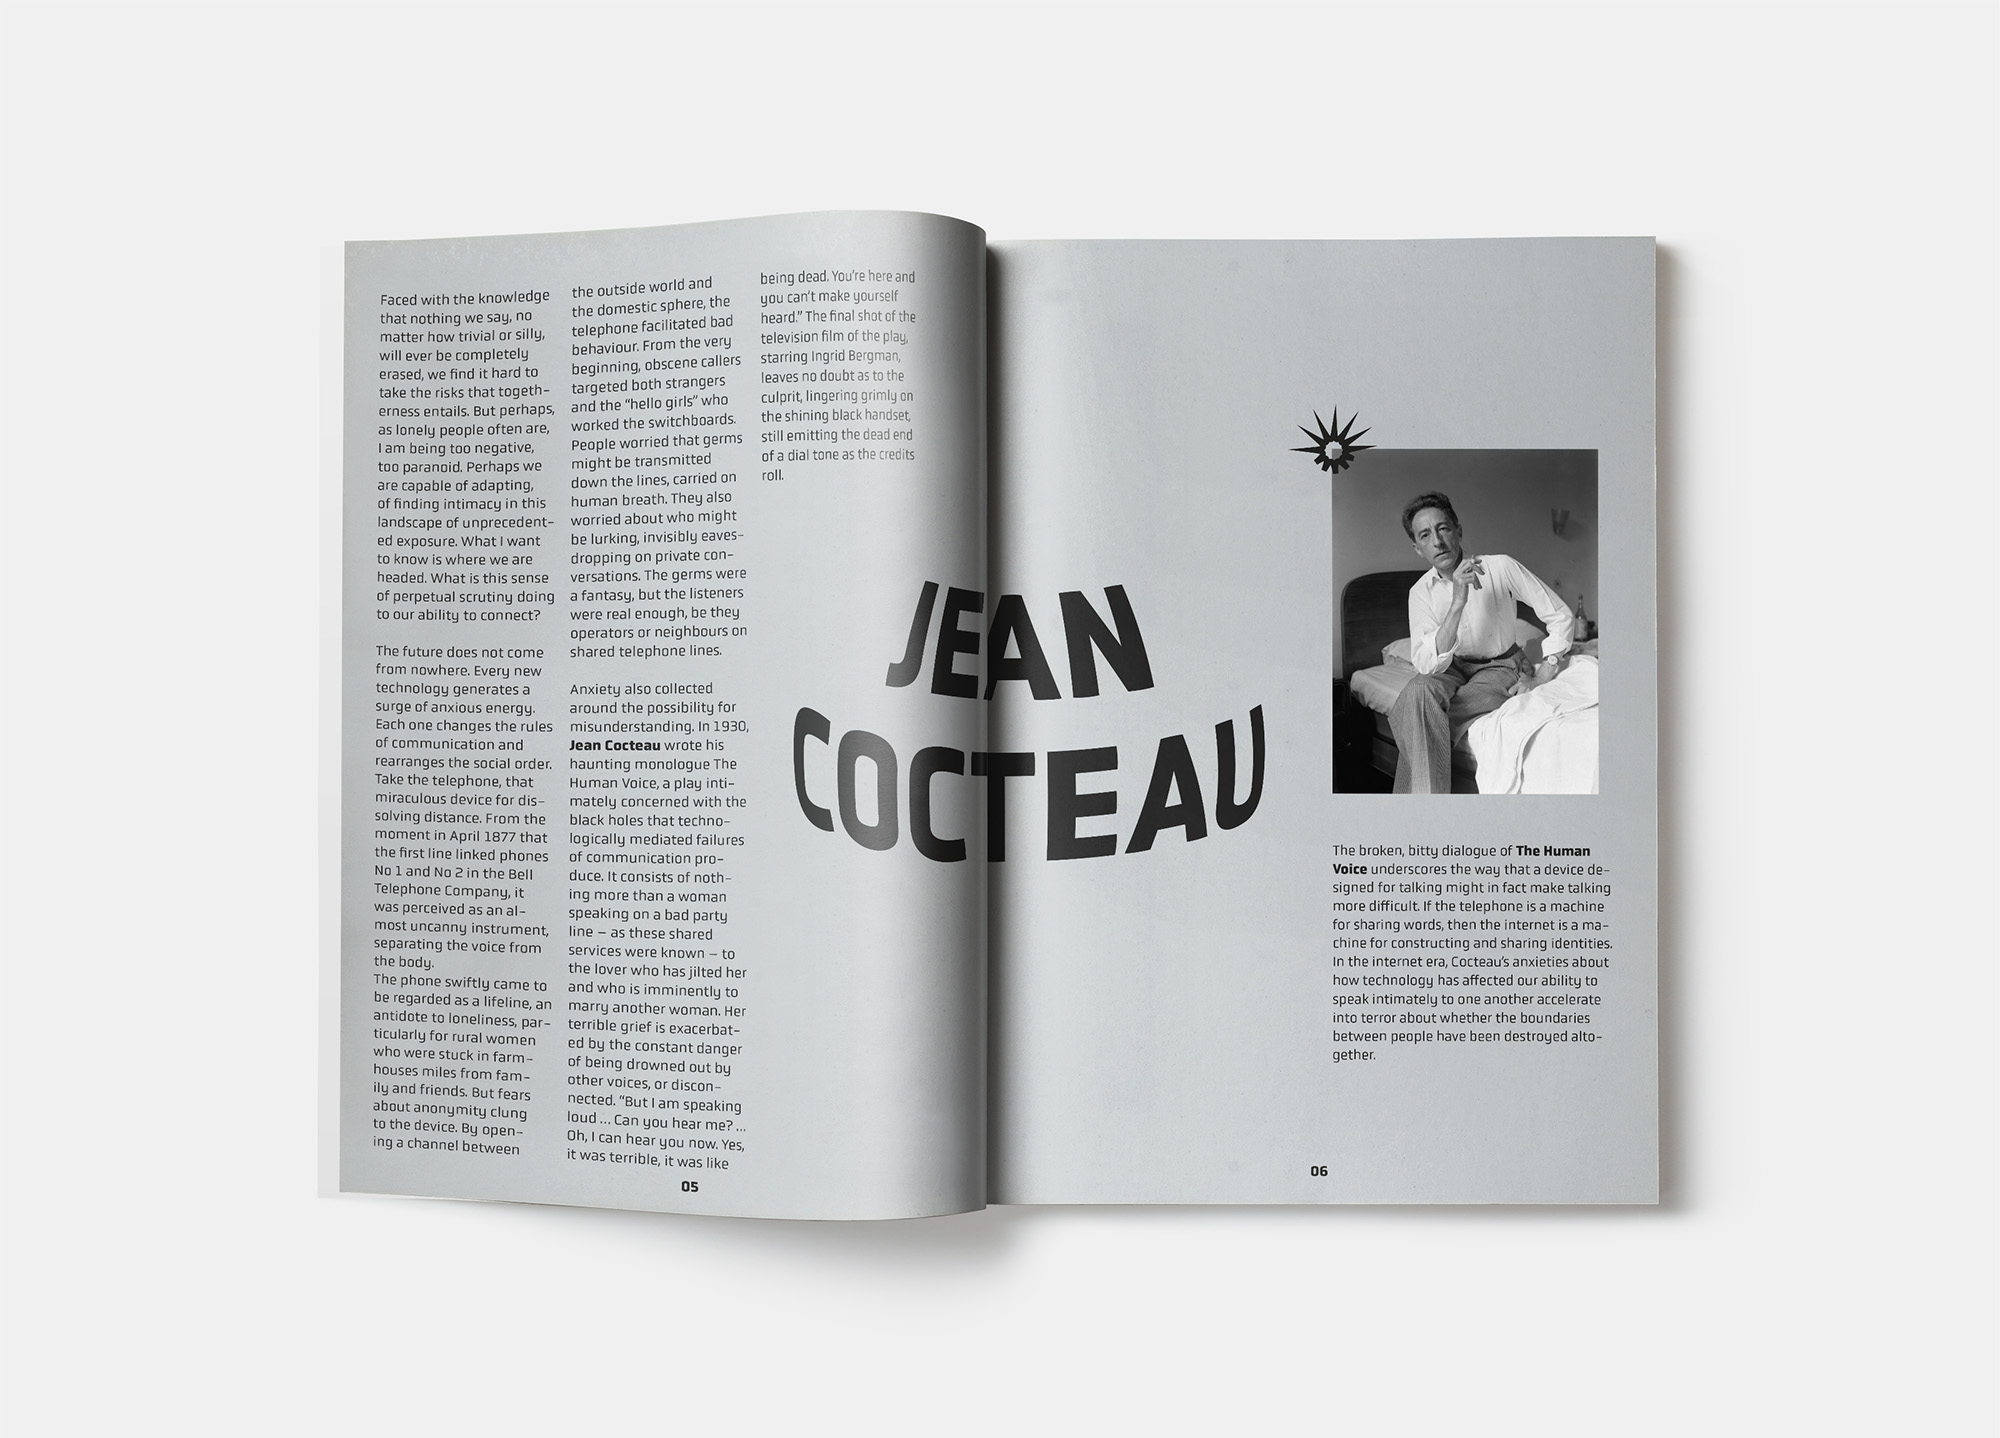 Faced with the knowledge
that nothing we say, no
matter how trivial or silly,
will ever be completely
erased, we find it hard to
take the risks that togeth-
erness entails. But perhaps,
as lonely people often are,
I am being too negative,
too paranoid. Perhaps we
are capable of adapting,
of finding intimacy in this
landscape of unprecedent-
ed exposure. What I want
to know is where we are
headed. What is this sense
of perpetual scrutiny doing
to our ability to connect?
The future does not come
from nowhere. Every new
technology generates a
surge of anxious energy.
Each one changes the rules
of communication and
rearranges the social order.
Take the telephone, that
miraculous device for dis-
solving distance. From the
moment in April 1877 that
the first line linked phones
No 1 and No 2 in the Bell
Telephone Company, it
was perceived as an al-
most uncanny instrument,
separating the voice from
the body.
The phone swiftly came to
be regarded as a lifeline, an
antidote to loneliness, par-
ticularly for rural women
who were stuck in farm-
houses miles from fam-
ily and friends. But fears
about anonymity clung
to the device. By open-
ing a channel between
the outside world and
the domestic sphere, the
telephone facilitated bad
behaviour. From the very
beginning, obscene callers
targeted both strangers
and the “hello girls” who
worked the switchboards.
People worried that germs
might be transmitted
down the lines, carried on
human breath. They also
worried about who might
be lurking, invisibly eaves-
dropping on private con-
versations. The germs were
a fantasy, but the listeners
were real enough, be they
operators or neighbours on
shared telephone lines.
Anxiety also collected
around the possibility for
misunderstanding. In 1930,
Jean Cocteau wrote his
haunting monologue The
Human Voice, a play inti-
mately concerned with the
black holes that techno-
logically mediated failures
of communication pro-
duce. It consists of noth-
ing more than a woman
speaking on a bad party
line – as these shared
services were known – to
the lover who has jilted her
and who is imminently to
marry another woman. Her
terrible grief is exacerbat-
ed by the constant danger
of being drowned out by
other voices, or discon-
nected. “But I am speaking
loud ... Can you hear me? ...
Oh, I can hear you now. Yes,
it was terrible, it was like
being dead. You’re here and
you can’t make yourself
heard.” The final shot of the
television film of the play,
starring Ingrid Bergman,
leaves no doubt as to the
culprit, lingering grimly on
the shining black handset,
still emitting the dead end
of a dial tone as the credits
roll.
05
JEAN
COCTEAU
The broken, bitty dialogue of The Human
Voice underscores the way that a device de-
signed for talking might in fact make talking
more difficult. If the telephone is a machine
for sharing words, then the internet is a ma-
chine for constructing and sharing identities.
In the internet era, Cocteau’s anxieties about
how technology has affected our ability to
speak intimately to one another accelerate
into terror about whether the boundaries
between people have been destroyed alto-
gether.
06